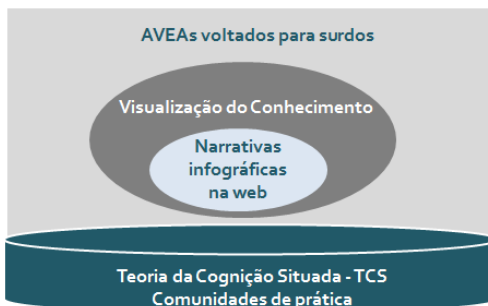 AVEAs voltados para surdos
Visualização do Conhecimento
Narrativas
infográficas
na web
Teoria da Cognição Situada - TCS
Comunidades de prática